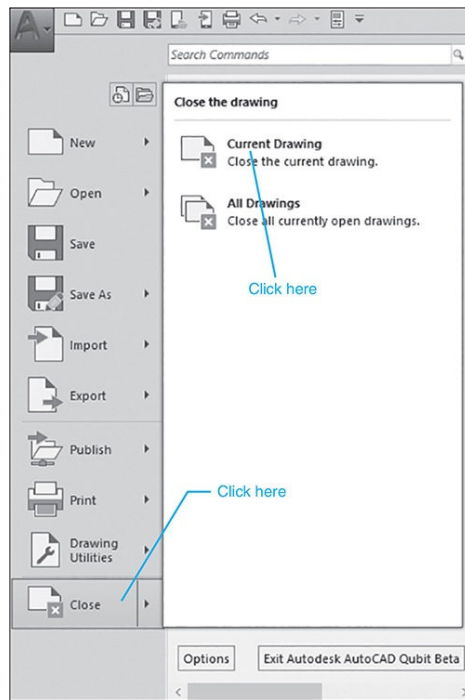 A
Search Commands
Close the drawing
New
Current Drawing
Close the current drawing.
Open
All Drawings
Close all currently open drawings.
Save
Click here
Save As
Import
Export
Publish
Print
Click here
Drawing
Utilities
Close
Options
Exit Autodesk AutoCAD Qubit Beta